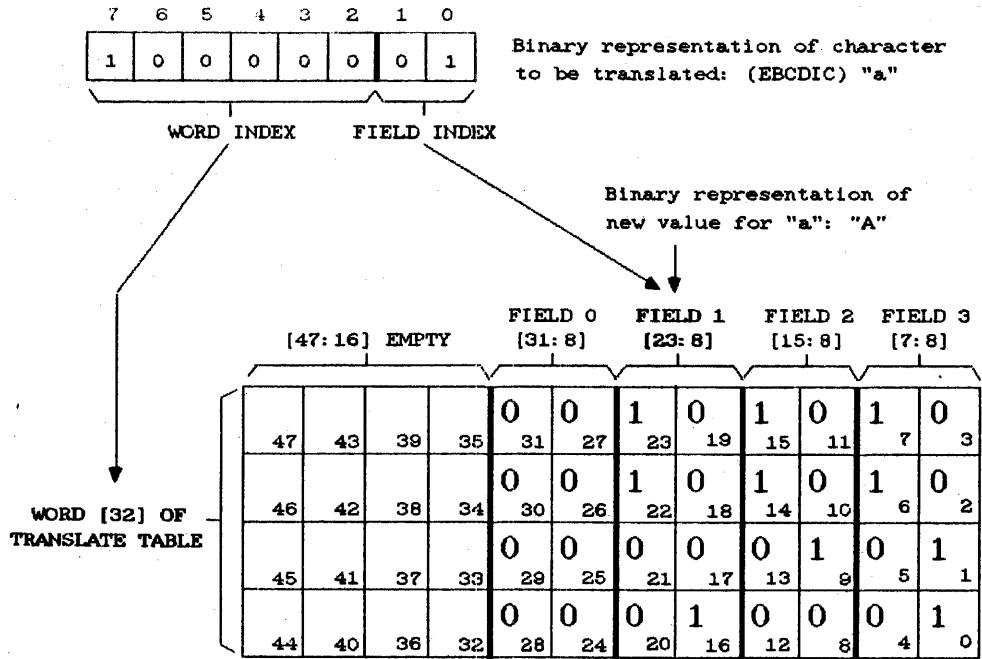 7 6 5 4 3 2 1 0
1 0 0 0 0 0 0 1
Binary representation of character
to be translated: (EBCDIC) "a"
WORD INDEX FIELD INDEX
Binary representation of
new value for "a": "A"
FIELD 0 FIELD 1 FIELD 2 FIELD 3
[47:16] EMPTY [31:8] [23:8] [15:8] [7:8]
0 0 1 0 1 0 1 0
47 43 39 35 31 27 23 19 15 11 7 3
0 0 1 0 1 0 1 0
46 42 38 34 30 26 22 18 14 10 6 2
WORD [32] OF
TRANSLATE TABLE
0 0 0 0 0 1 0 1
45 41 37 33 29 25 21 17 13 9 5 1
0 0 0 1 0 0 0 1
44 40 36 32 28 24 20 16 12 8 4 0